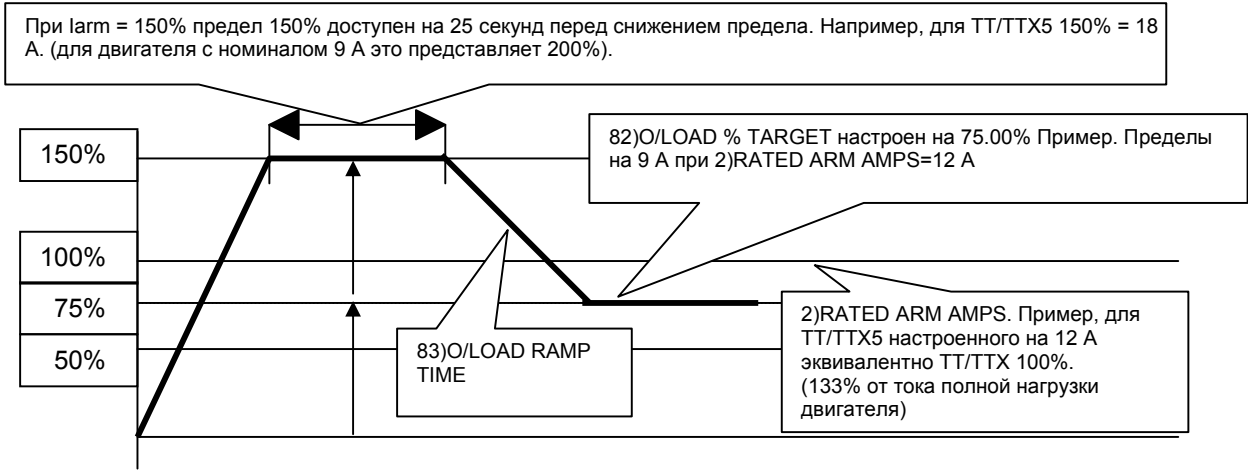 При Iarm = 150% предел 150% доступен на 25 секунд перед снижением предела. Например, для TT/TTX5 150% = 18
А. (для двигателя с номиналом 9 А это представляет 200%).
82)O/LOAD % TARGET настроен на 75.00% Пример. Пределы
на 9 А при 2)RATED ARM AMPS=12 А
150%
100%
75%
50%
83)O/LOAD RAMP
TIME
2)RATED ARM AMPS. Пример, для
TT/TTX5 настроенного на 12 А
эквивалентно TT/TTX 100%.
(133% от тока полной нагрузки
двигателя)